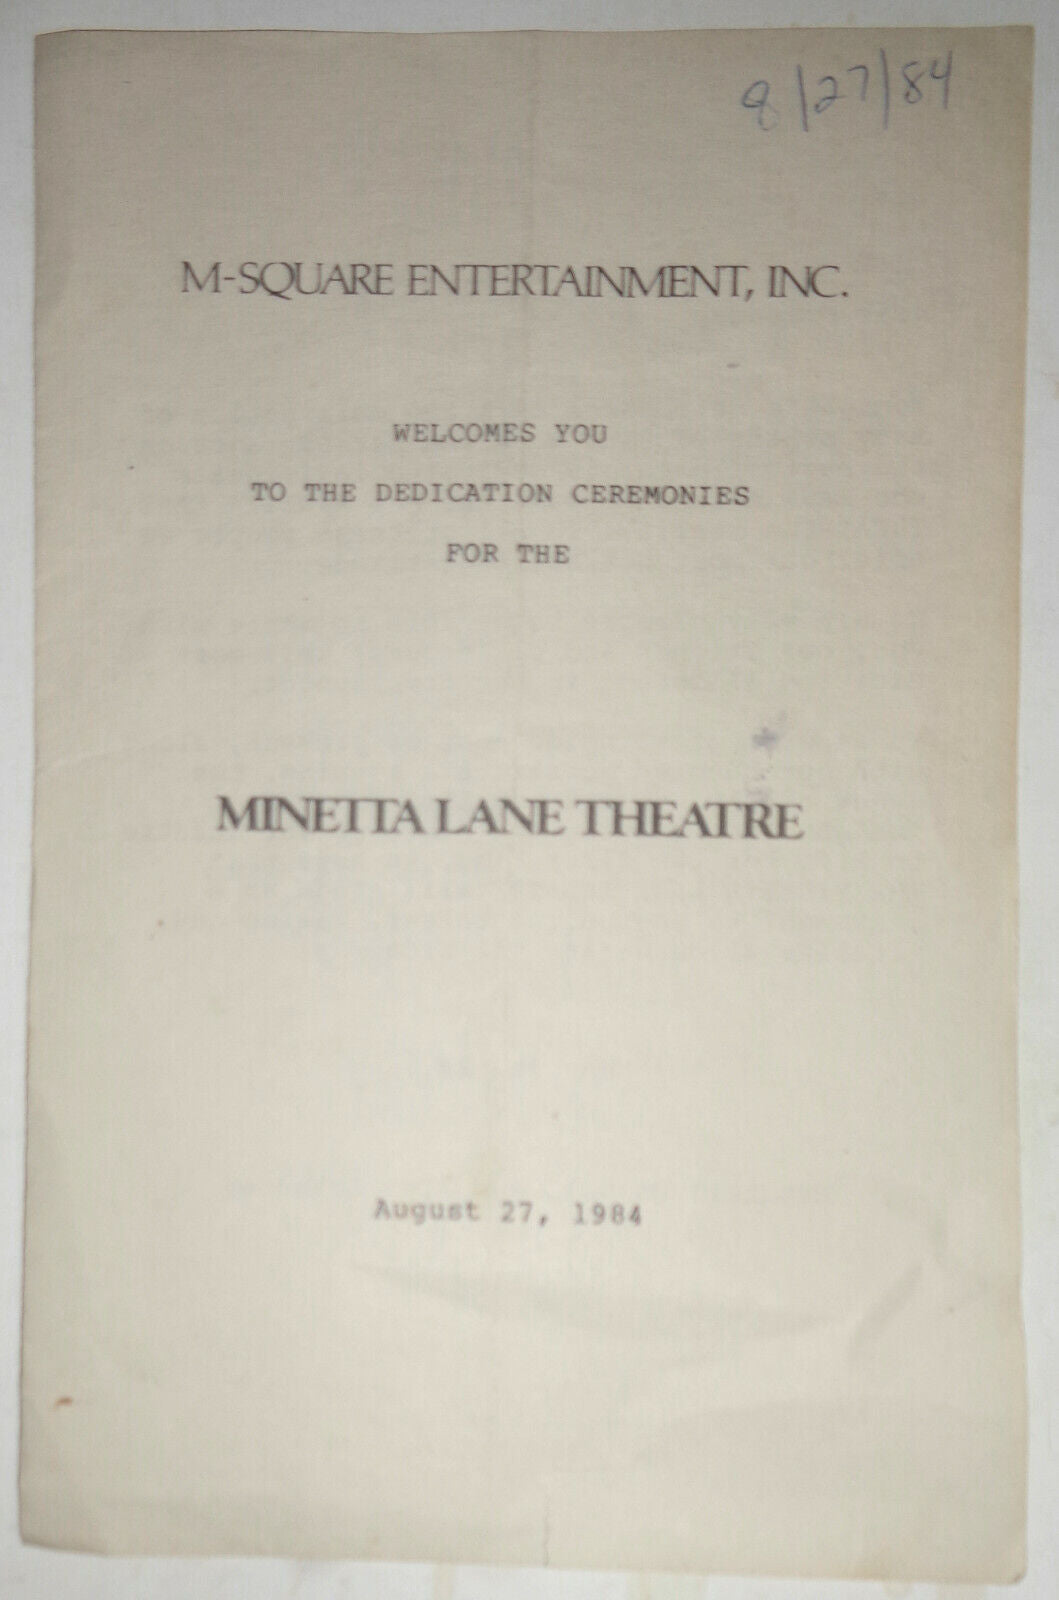 8/27/84
M-SQUARE ENTERTAINMENT, INC.
WELCOMES YOU
TO THE DEDICATION CEREMONIES
FOR THE
MINETTA LANE THEATRE
August 27, 1984